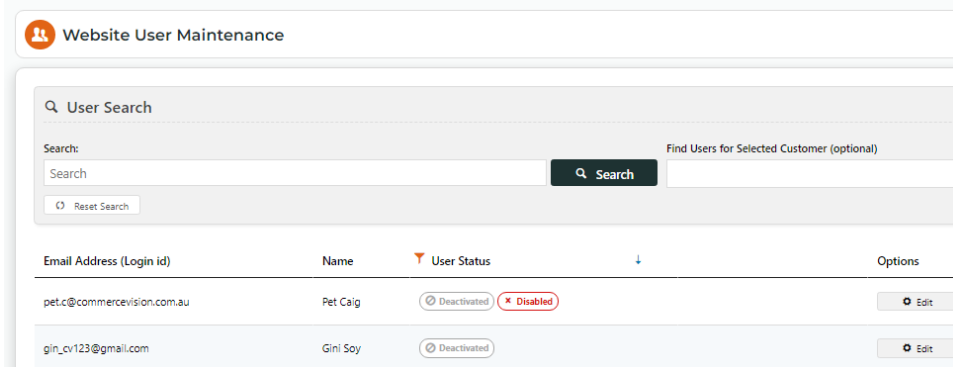 Website User Maintenance
User Search
Search:
Find Users for Selected Customer (optional)
Search
Search
Reset Search
Email Address (Login id) Name User Status Options
pet.c@commercevision.com.au Pet Caig Deactivated Disabled Edit
gin_cv123@gmail.com Gini Soy Deactivated Edit